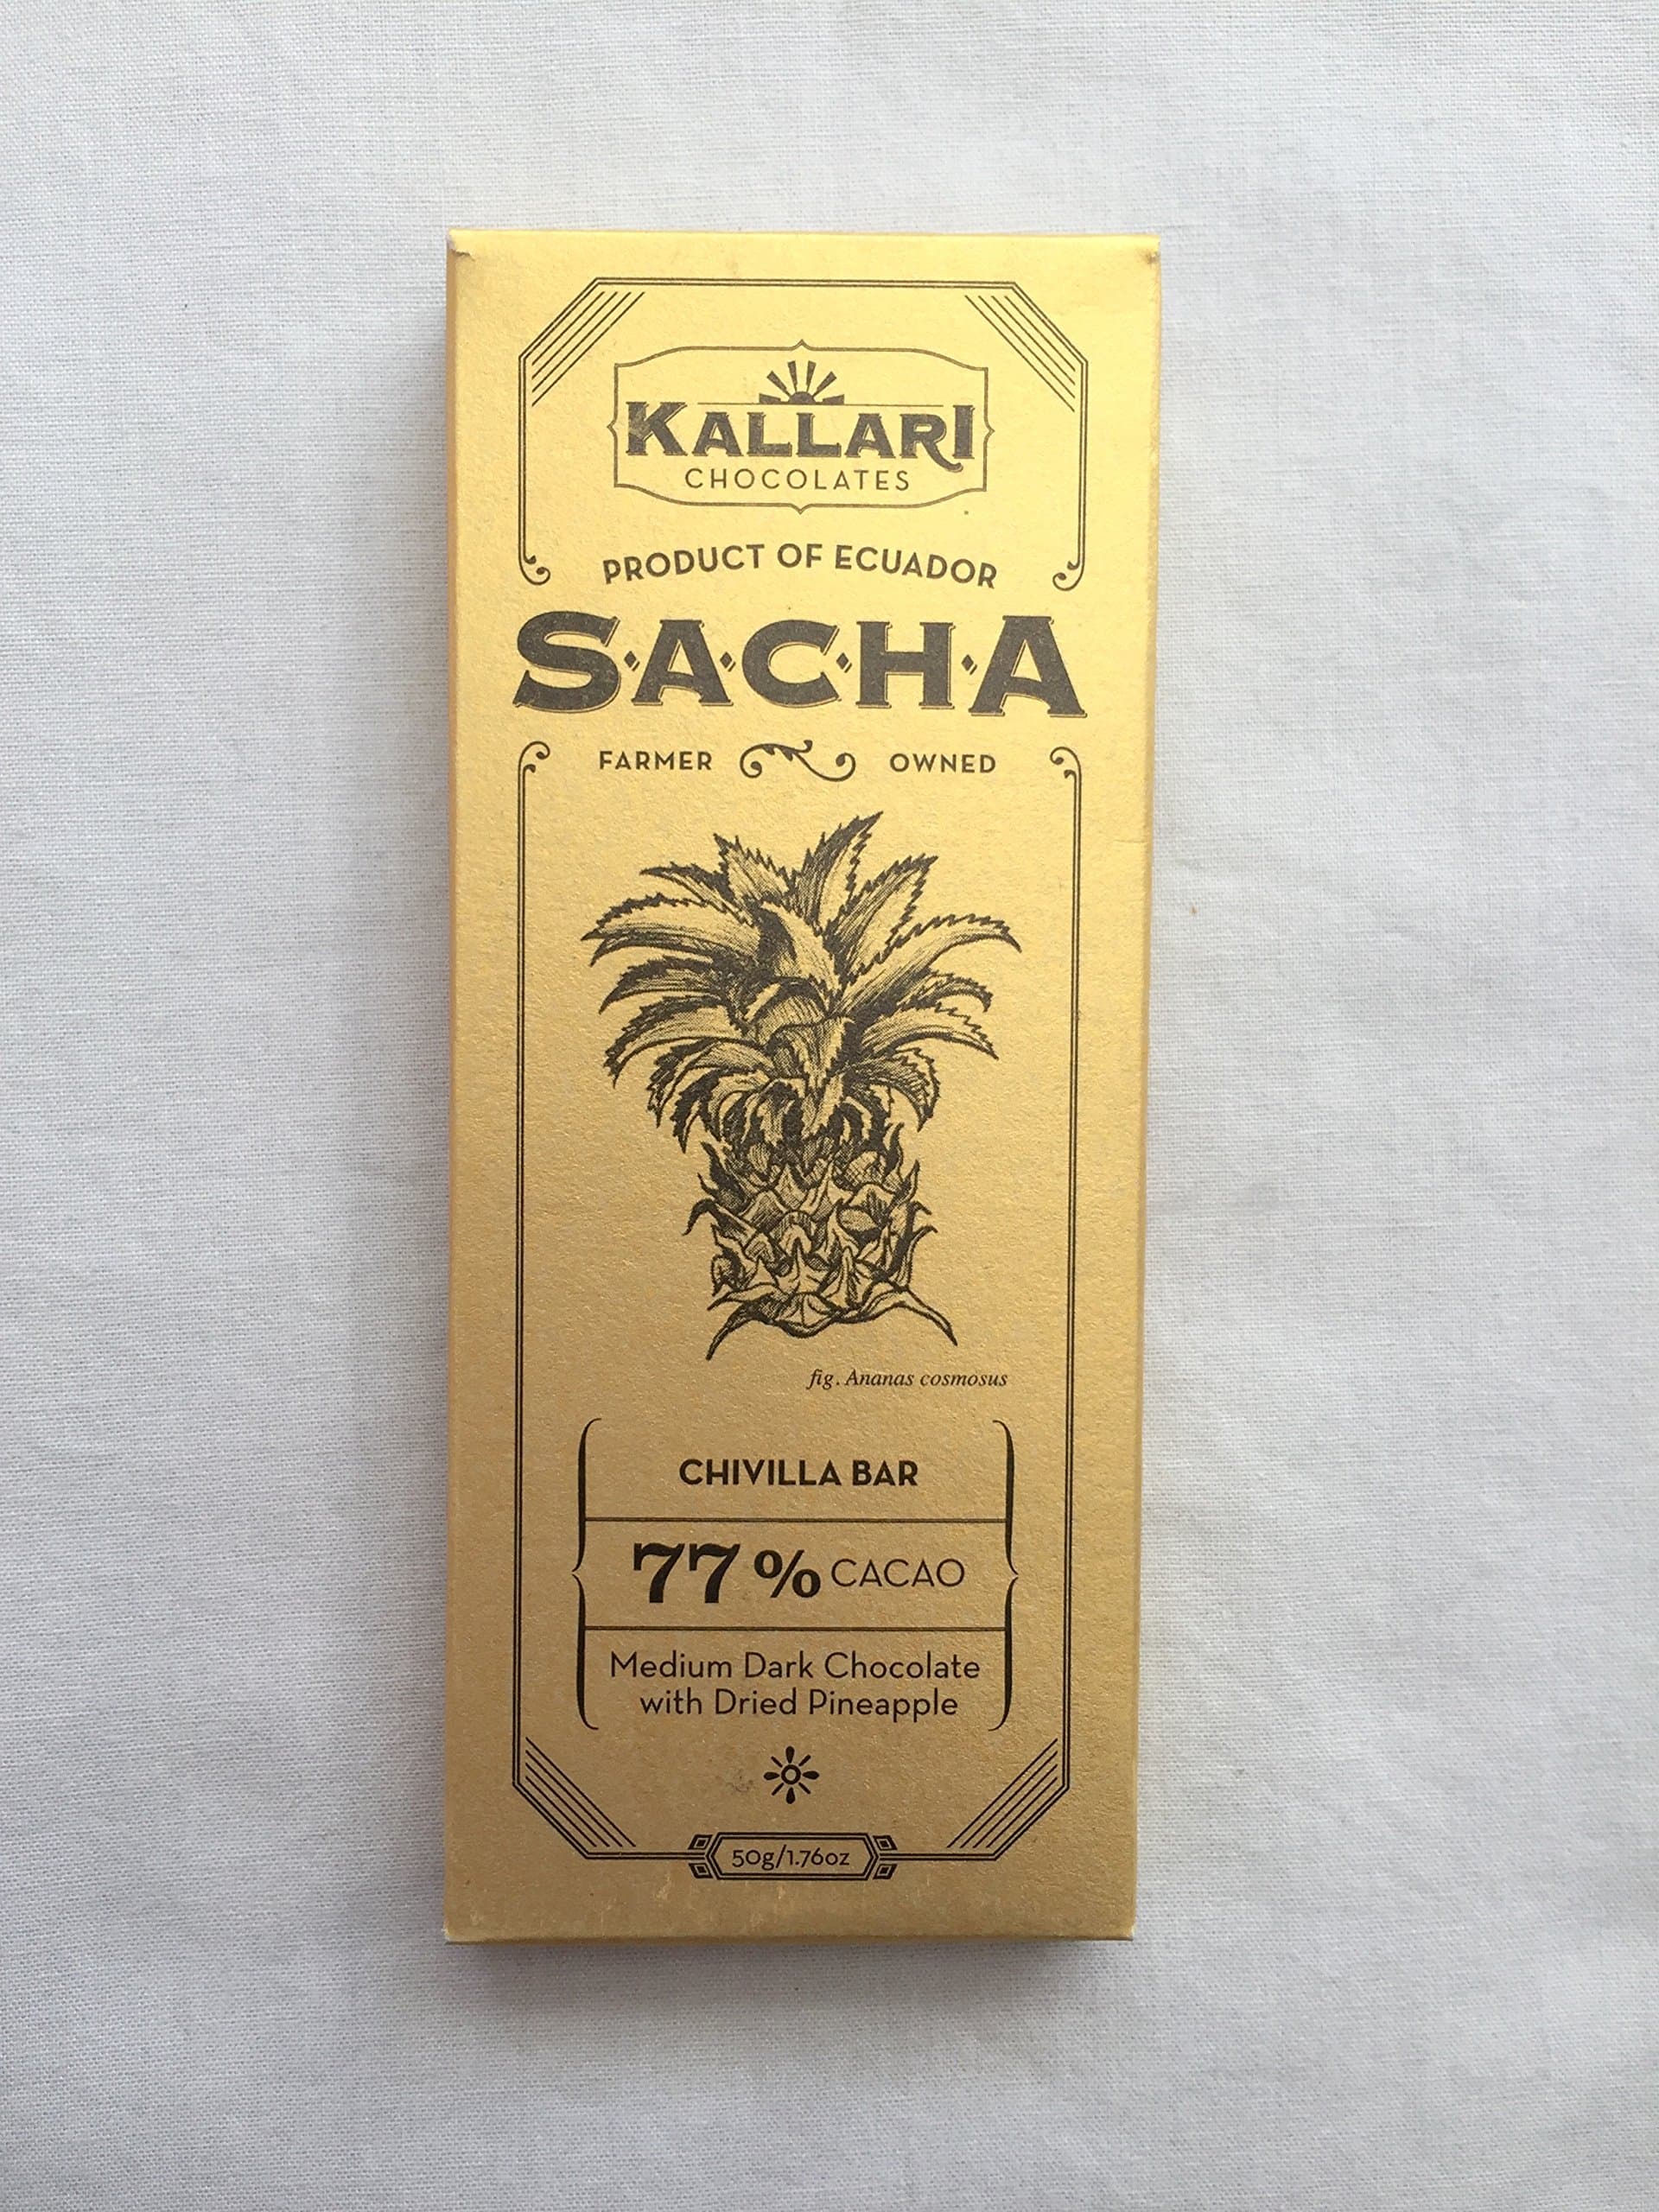 KALLARI
CHOCOLATES
PRODUCT OF ECUADOR
S·A·C·H·A
FARMER OWNED
fig. Ananas cosmosus
CHIVILLA BAR
77% CACAO
Medium Dark Chocolate
with Dried Pineapple
50g/1.76oz